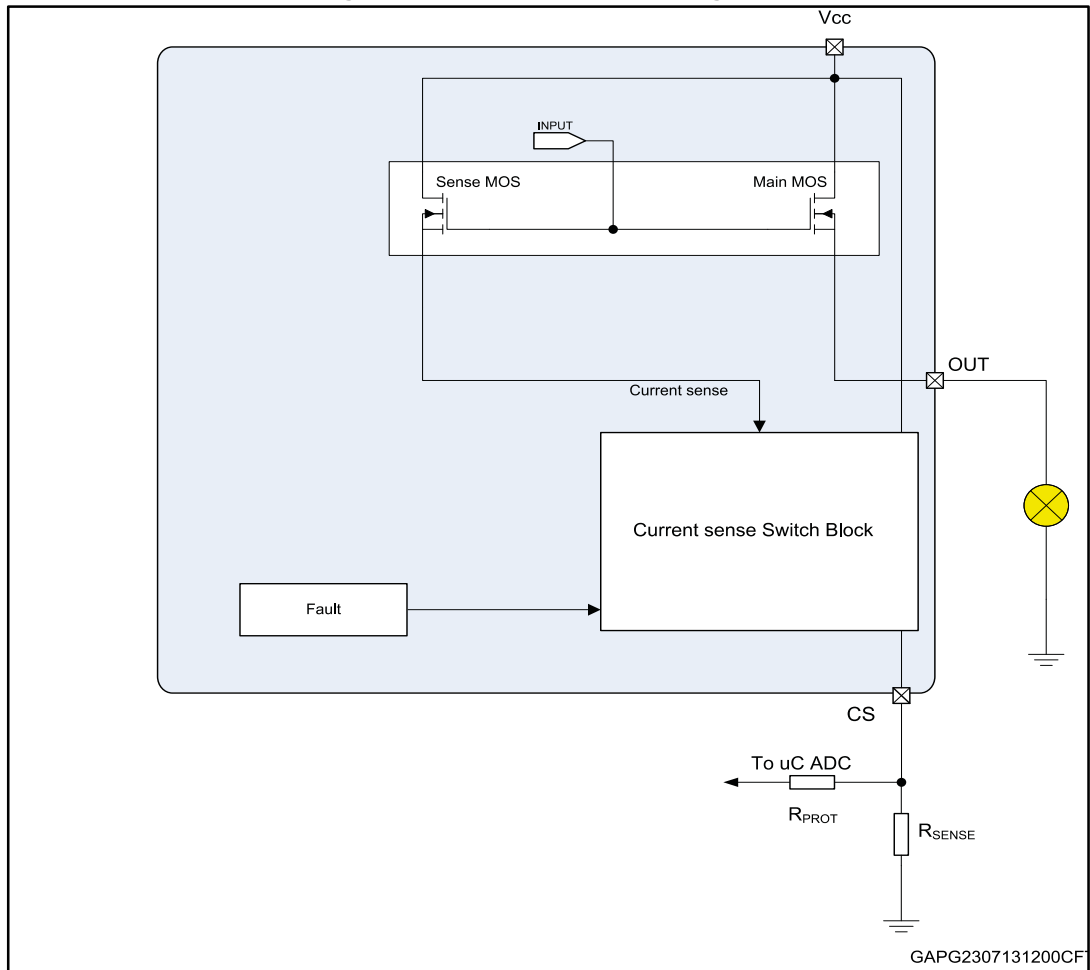 Vcc
INPUT
Sense MOS
Main MOS
OUT
Current sense
Current sense Switch Block
Fault
CS
To uC ADC
RPROT
RSENSE